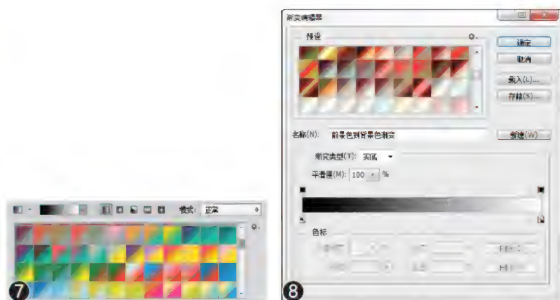 模式: 正常
7
渐变编辑器
预设
确定
取消
载入(L)...
存储(S)...
名称(N): 前景色到背景色渐变
新建(W)
渐变类型(T): 实底
平滑度(M): 100 %
色标
8